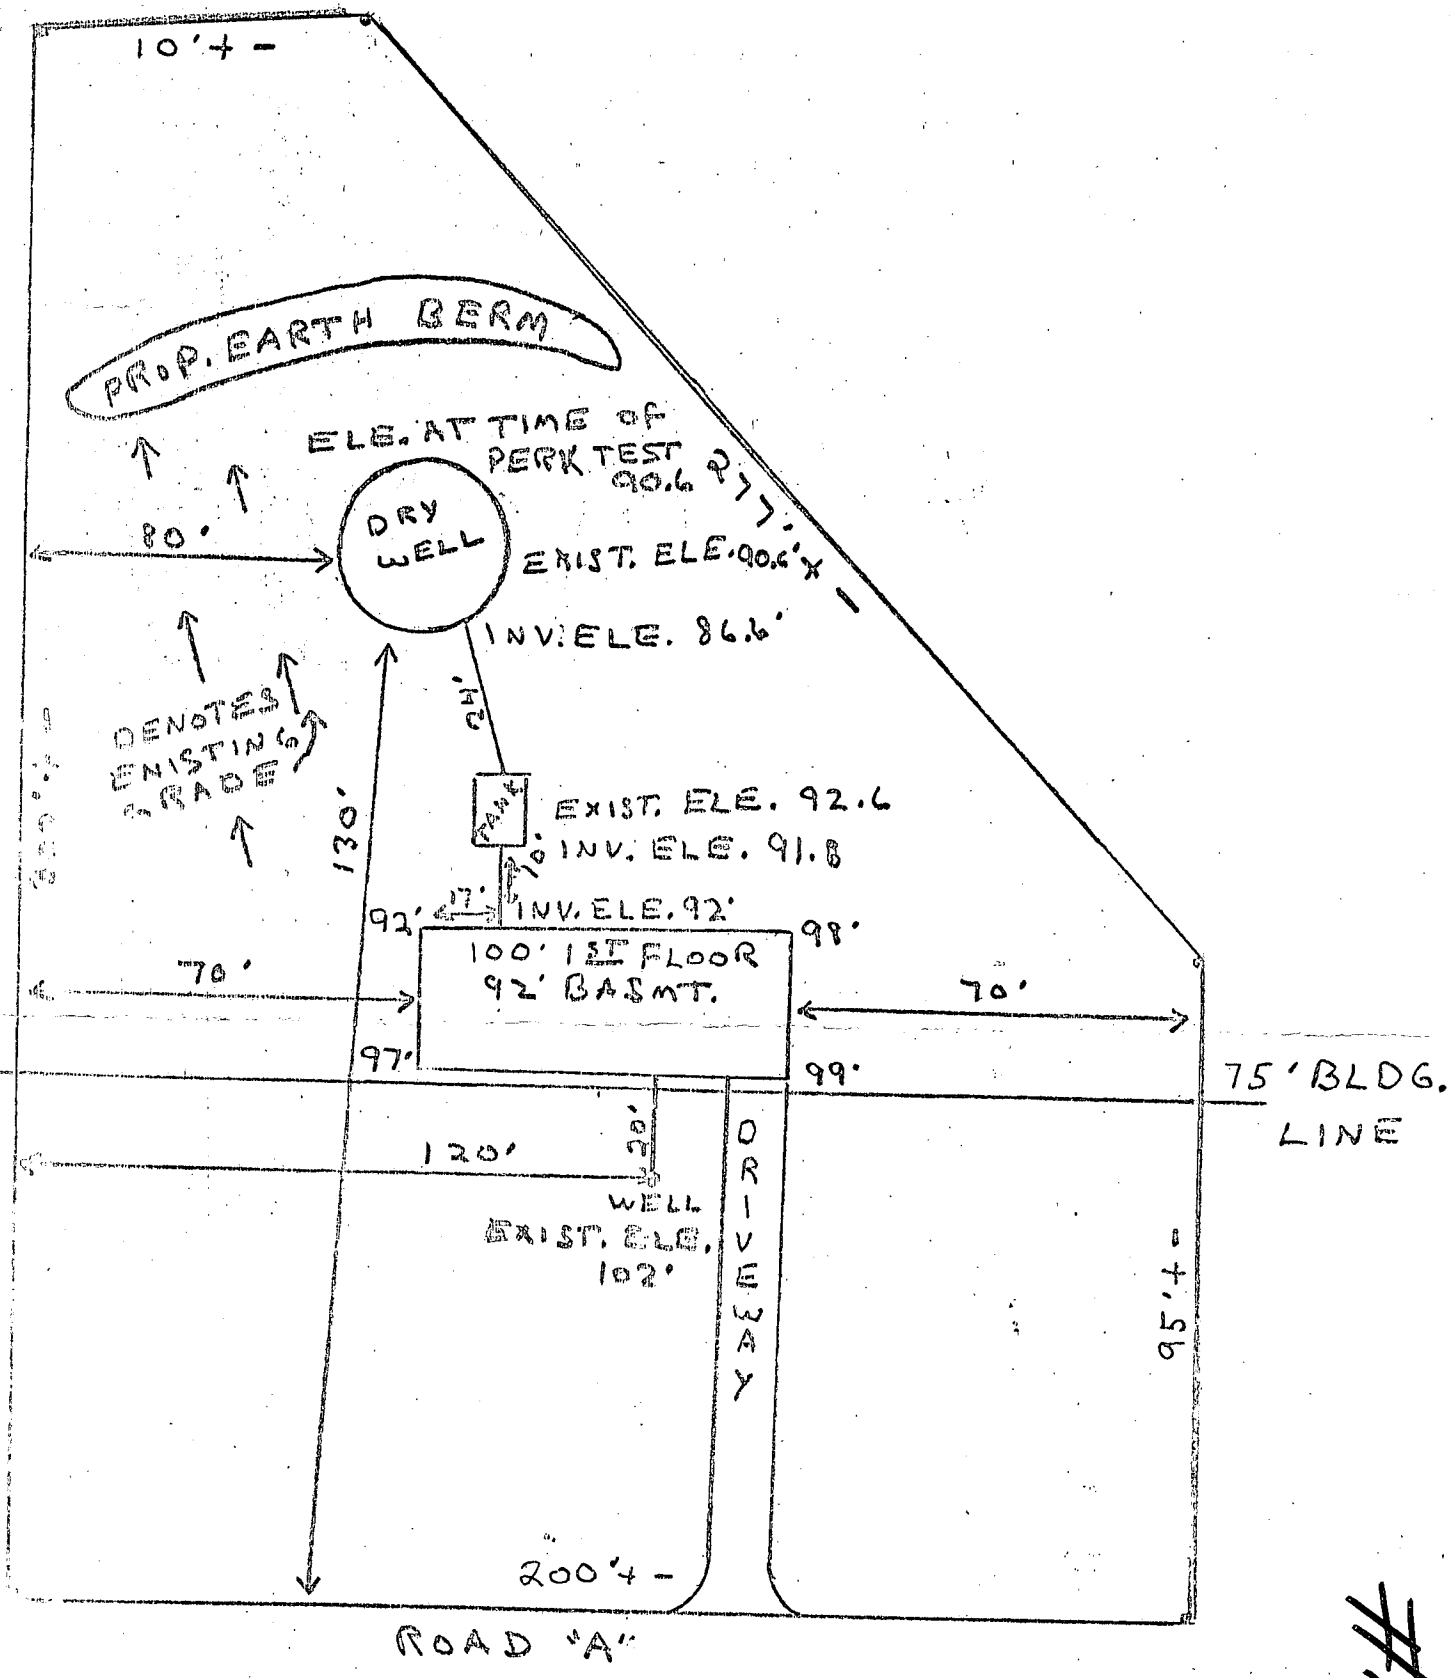 10'+-
PROP. EARTH BERM
ELE. AT TIME OF
PERK TEST
90.6
DRY
WELL
80'
EXIST. ELE. 90.6' X
INV. ELE. 86.6'
24'
DENOTES
EXISTING
GRADE
130'
TANK
EXIST. ELE. 92.6
INV. ELE. 91.8
10'
17'
INV. ELE. 92'
92'
98'
100' 1ST FLOOR
92' BASMT.
70'
70'
97'
99'
75' BLDG.
LINE
120'
20'
WELL
EXIST. ELE.
102'
DRIVEWAY
95'+-
200'+-
ROAD "A"